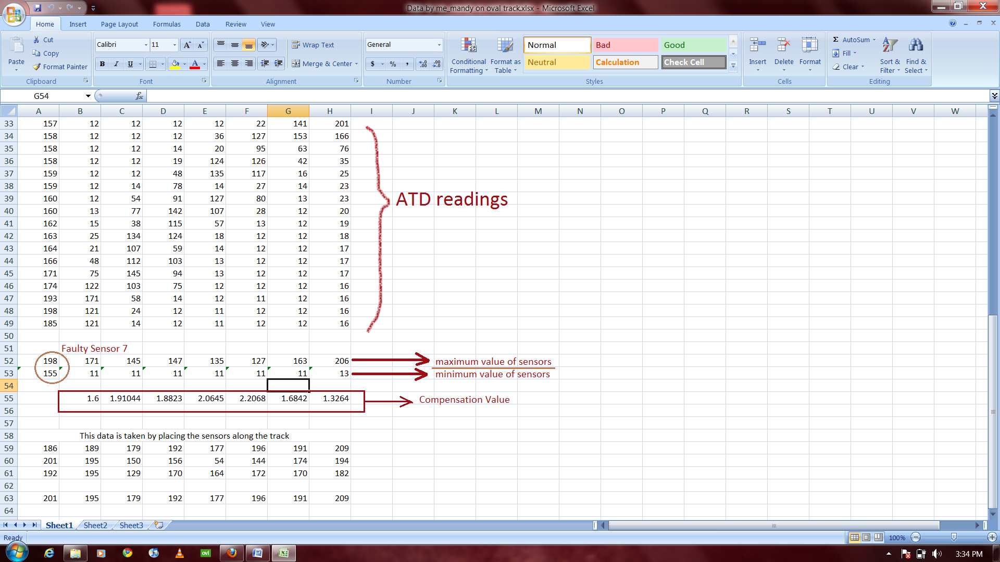 Data by me_mandy on oval track.xlsx - Microsoft Excel
Home Insert Page Layout Formulas Data Review View
Paste Cut Copy Format Painter Clipboard
Calibri 11 A A B I U A Font
Wrap Text Merge & Center Alignment
General $ % , .0 .00 .00 .0 Number
Conditional Formatting Format as Table Normal Bad Good Neutral Calculation Check Cell Styles
Insert Delete Format Cells
Σ AutoSum Fill Clear Sort & Filter Find & Select Editing
G54 fx
A B C D E F G H I J K L M N O P Q R S T U V W
33 157 12 12 12 12 22 141 201
34 158 12 12 12 36 127 153 166
35 158 12 12 14 20 95 63 76
36 158 12 12 19 124 126 42 35
37 159 12 12 48 135 117 16 25
38 159 12 14 78 14 27 14 23
39 160 12 54 91 127 80 13 23 ATD readings
40 160 13 77 142 107 28 12 20
41 162 15 38 115 57 13 12 19
42 163 25 134 124 18 12 12 18
43 164 21 107 59 14 12 12 17
44 166 48 112 103 13 12 12 17
45 171 75 145 94 13 12 12 17
46 174 122 103 75 12 12 12 16
47 193 171 58 14 12 11 12 16
48 198 121 24 12 11 12 12 16
49 185 121 14 12 11 12 12 16
50
51 Faulty Sensor 7
52 198 171 145 147 135 127 163 206 maximum value of sensors
53 155 11 11 11 11 11 11 13 minimum value of sensors
54
55 1.6 1.91044 1.8823 2.0645 2.2068 1.6842 1.3264 Compensation Value
56
57
58 This data is taken by placing the sensors along the track
59 186 189 179 192 177 196 191 209
60 201 195 150 156 54 144 174 194
61 192 195 129 170 164 172 170 182
62
63 201 195 179 192 177 196 191 209
64
Sheet1 Sheet2 Sheet3
Ready 100%
ovi 3:34 PM